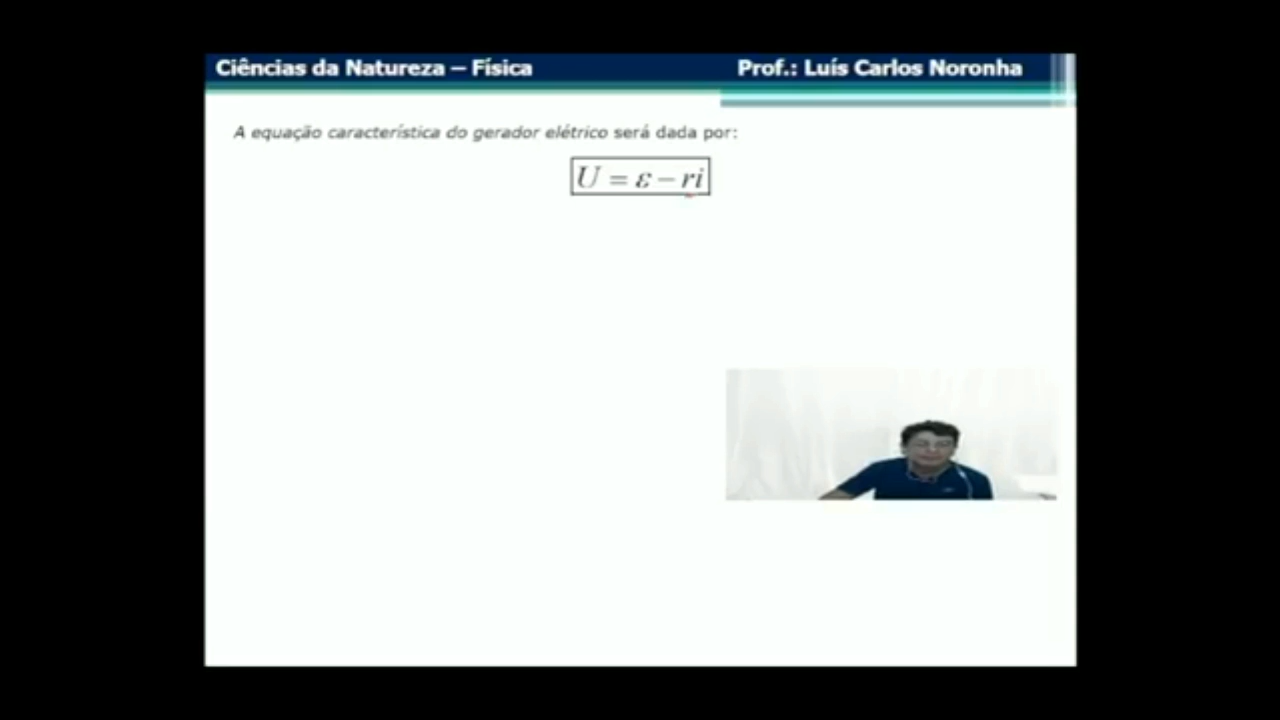 Ciências da Natureza – Física Prof.: Luís Carlos Noronha
A equação característica do gerador elétrico será dada por:
U = ε − ri